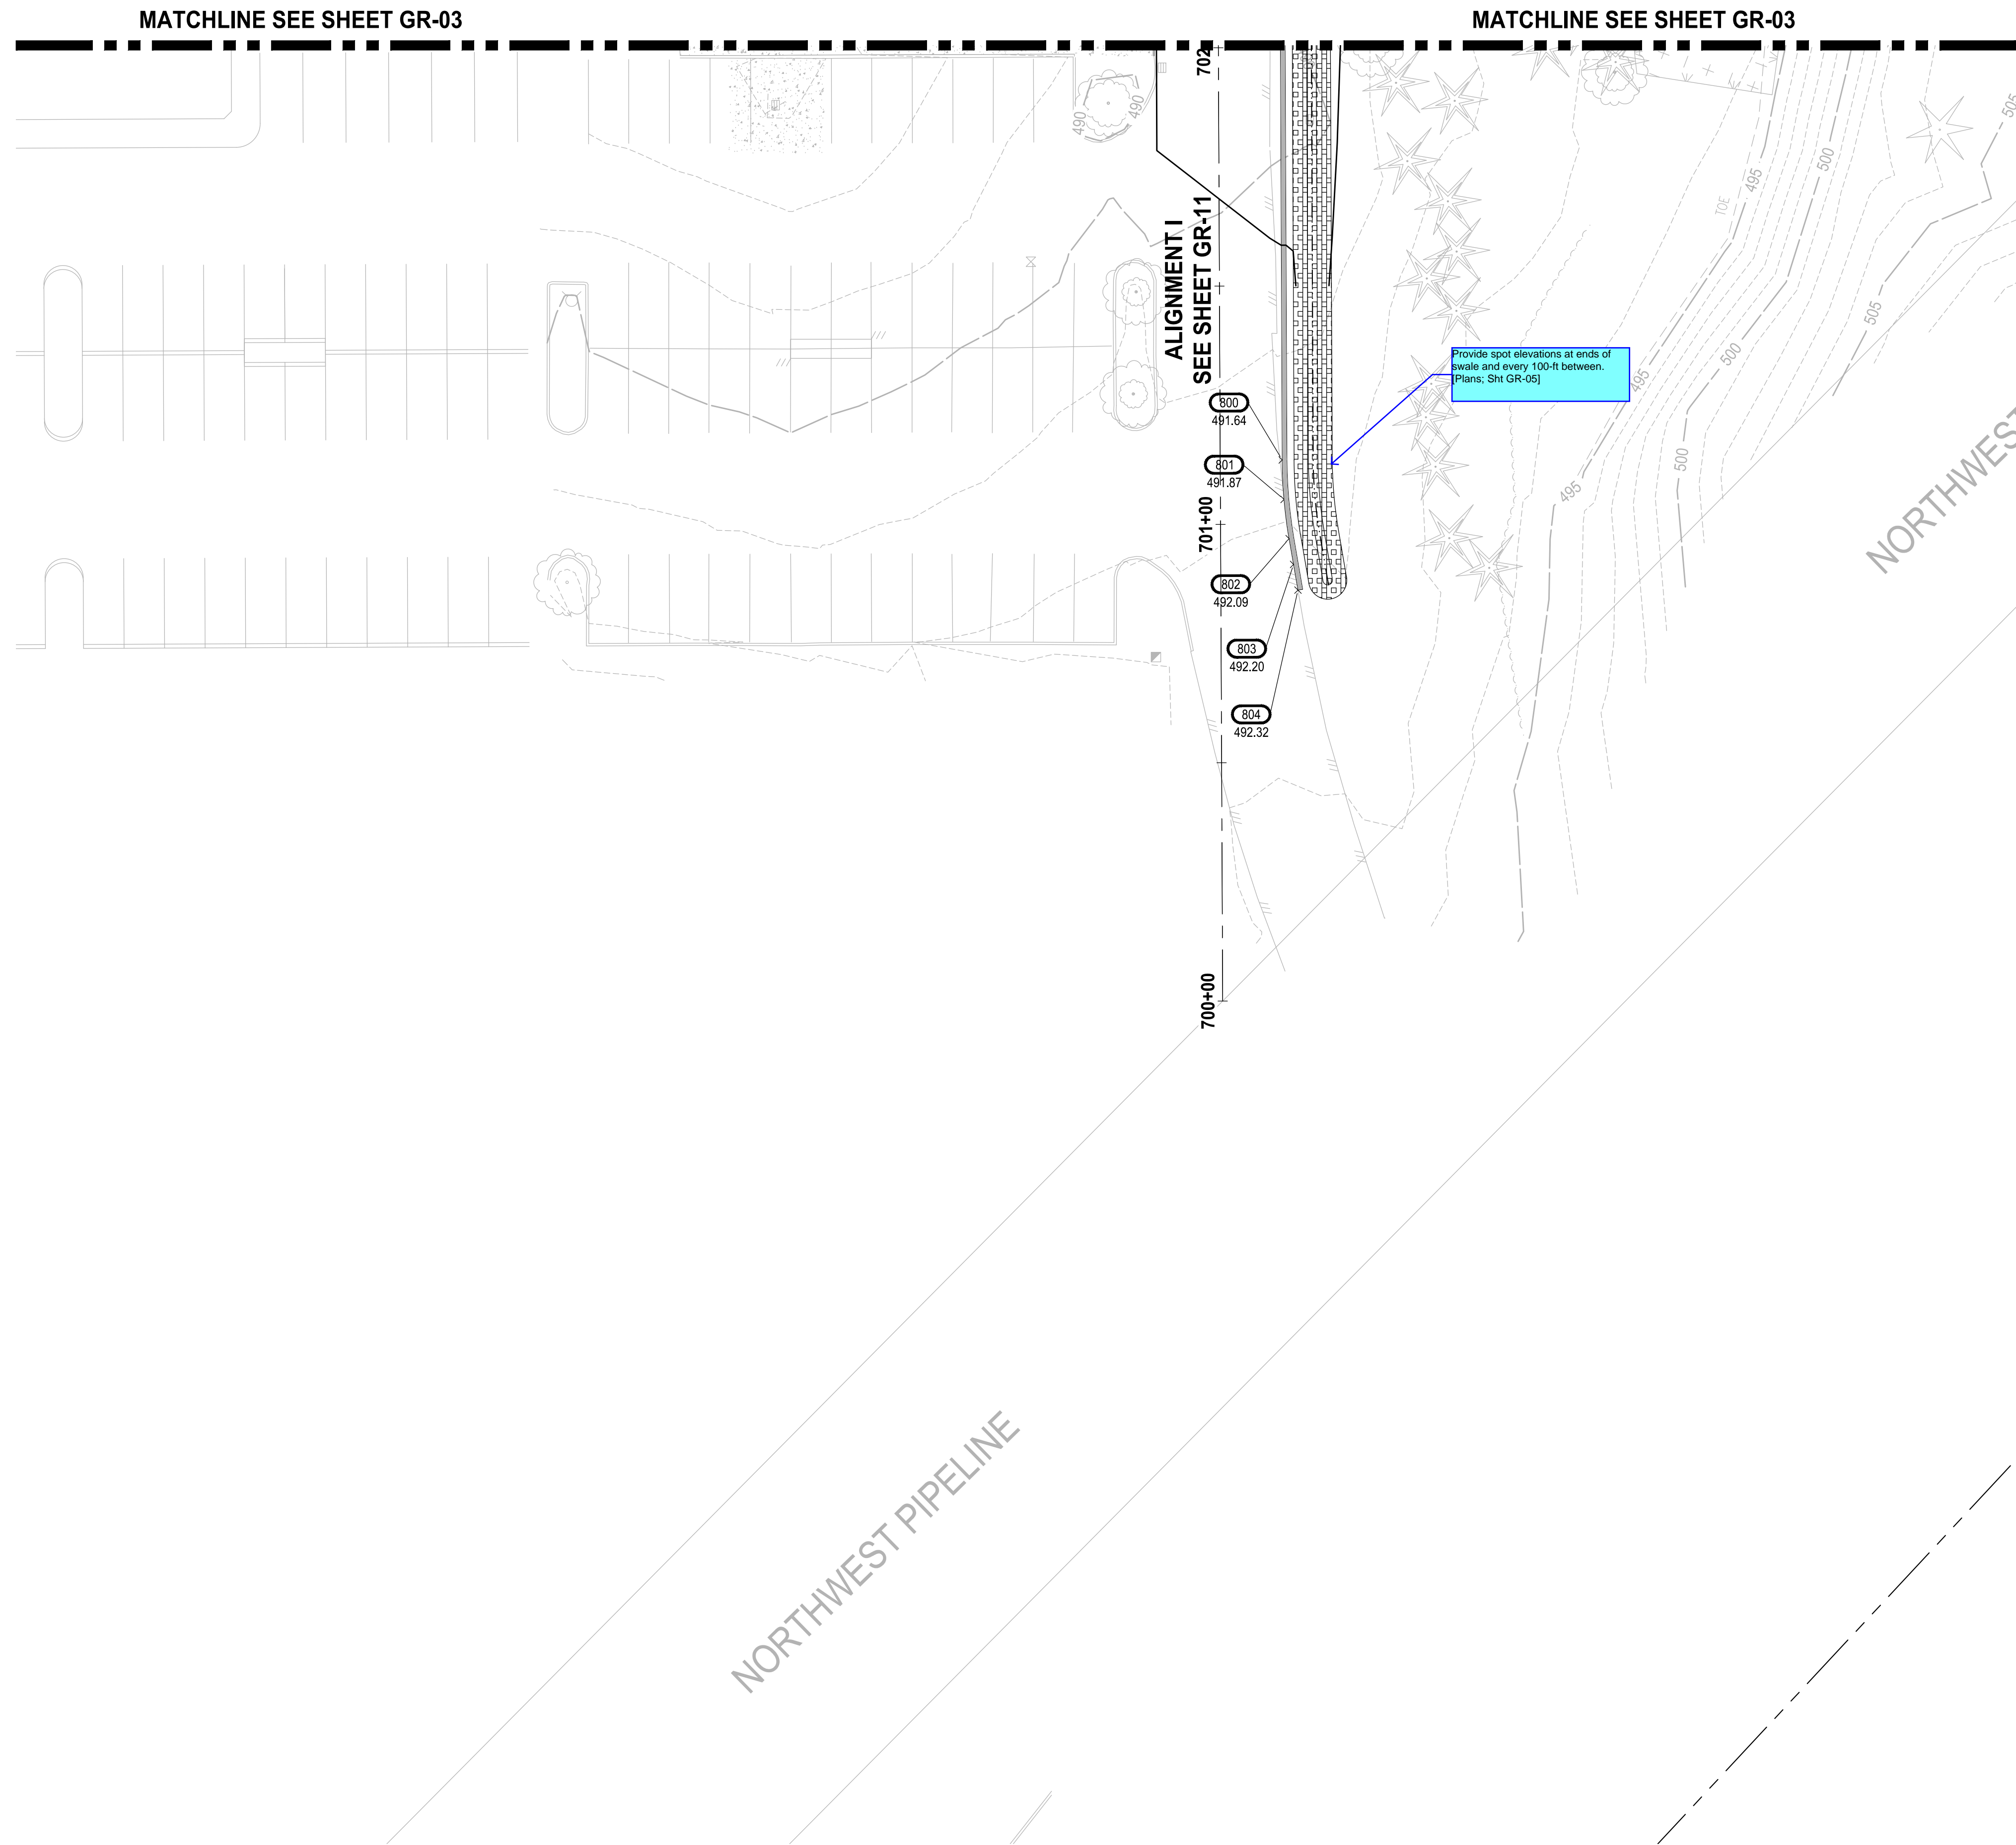 MATCHLINE SEE SHEET GR-03
MATCHLINE SEE SHEET GR-03
702
490
490
495
TOE
500
505
ALIGNMENT I
SEE SHEET GR-11
505
500
495
Provide spot elevations at ends of
swale and every 100-ft between.
[Plans; Sht GR-05]
800
491.64
801
491.87
500
495
701+00
NORTHWEST
802
492.09
803
492.20
804
492.32
700+00
NORTHWEST PIPELINE